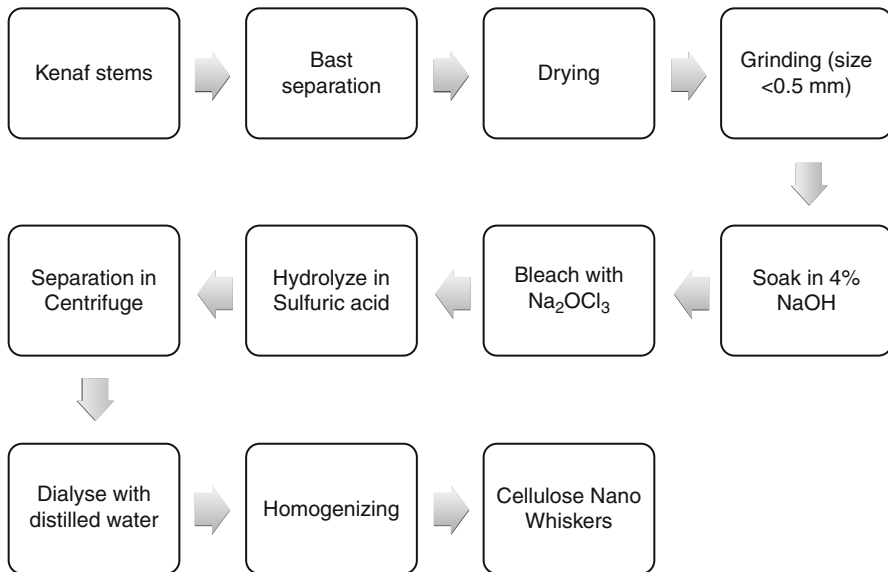 Kenaf stems
Bast
separation
Drying
Grinding (size
<0.5 mm)
Soak in 4%
NaOH
Bleach with
Na₂OCl₃
Hydrolyze in
Sulfuric acid
Separation in
Centrifuge
Dialyse with
distilled water
Homogenizing
Cellulose Nano
Whiskers